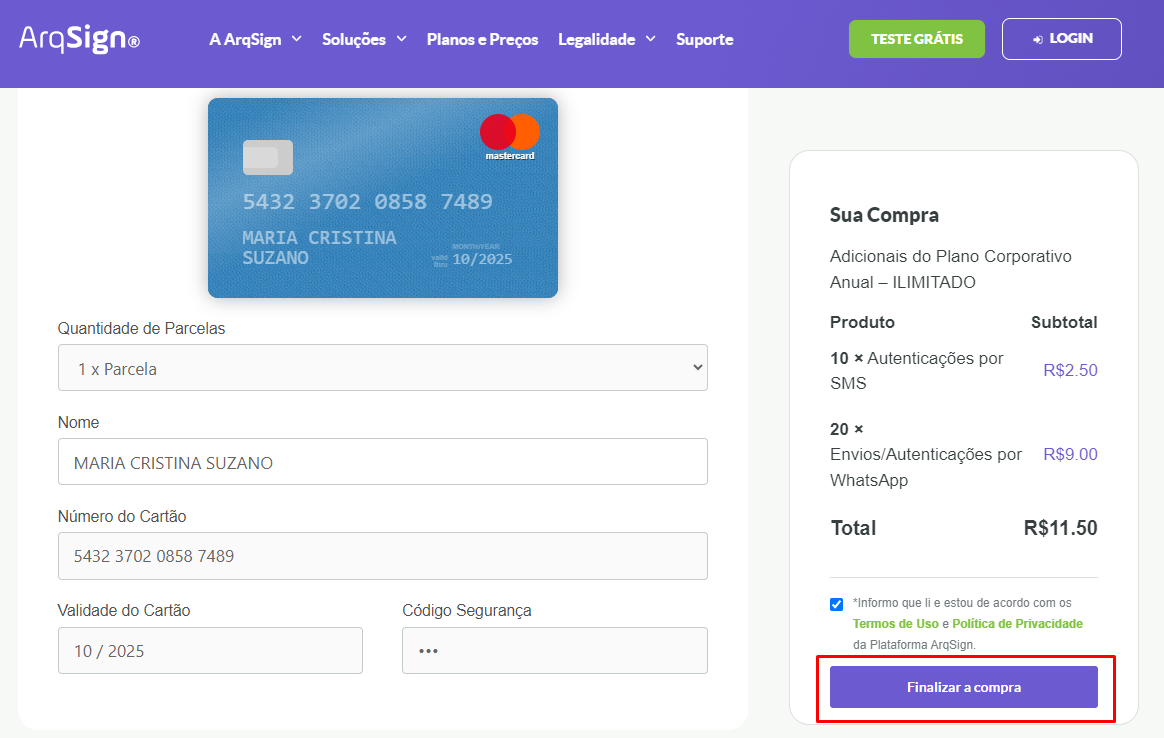 ArqSign®
A ArqSign
Soluções
Planos e Preços
Legalidade
Suporte
TESTE GRÁTIS
LOGIN
mastercard
5432 3702 0858 7489
MARIA CRISTINA
SUZANO
MONTH/YEAR
valid
thru
10/2025
Quantidade de Parcelas
1 x Parcela
Nome
MARIA CRISTINA SUZANO
Número do Cartão
5432 3702 0858 7489
Validade do Cartão
Código Segurança
10 / 2025
•••
Sua Compra
Adicionais do Plano Corporativo
Anual – ILIMITADO
Produto
Subtotal
10 × Autenticações por
SMS
R$2.50
20 ×
Envios/Autenticações por
WhatsApp
R$9.00
Total
R$11.50
*Informo que li e estou de acordo com os
Termos de Uso e Política de Privacidade
da Plataforma ArqSign.
Finalizar a compra